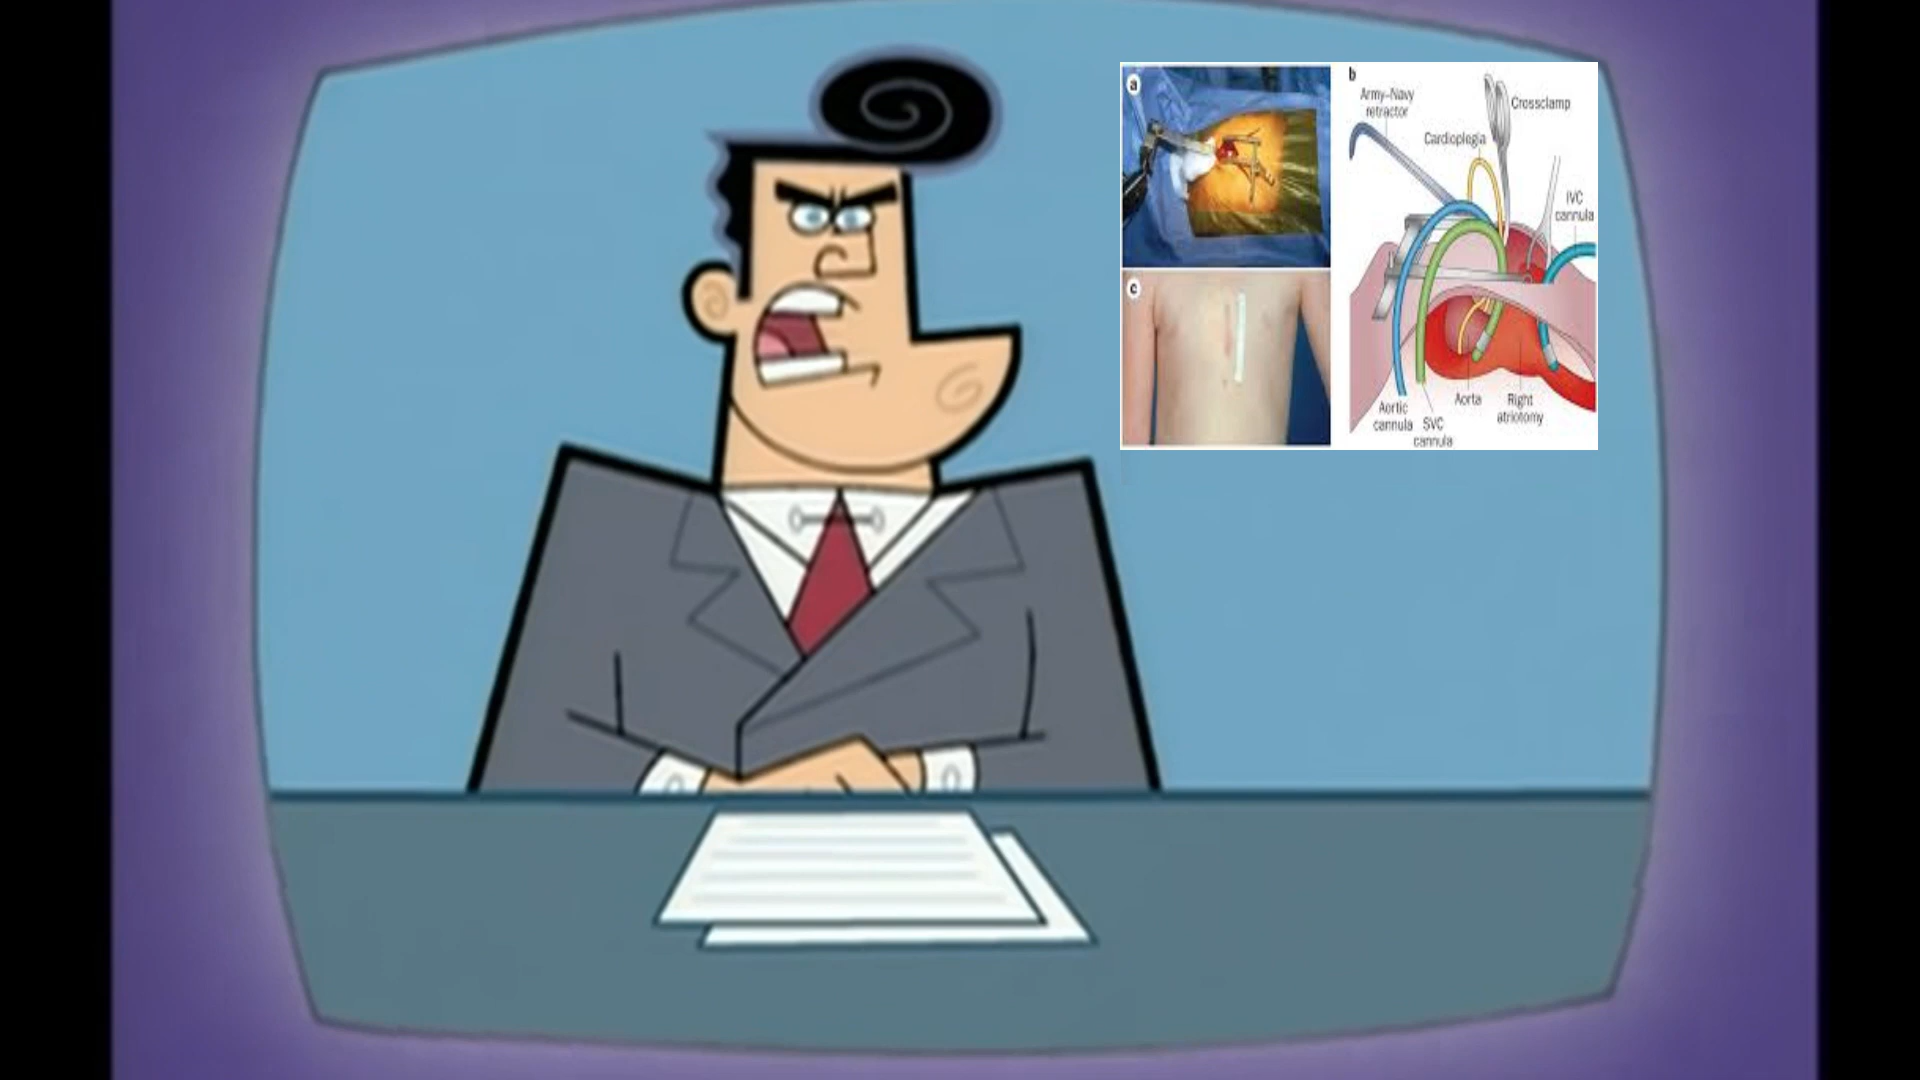 a
b
Army–Navy
retractor
Crossclamp
Cardioplegia
IVC
cannula
c
Aortic
cannula
SVC
cannula
Aorta
Right
atriotomy